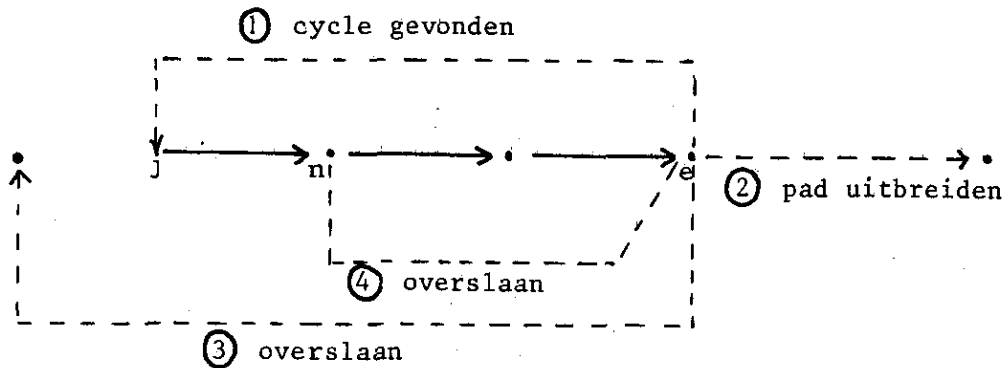 ① cycle gevonden
j n e
② pad uitbreiden
④ overslaan
③ overslaan